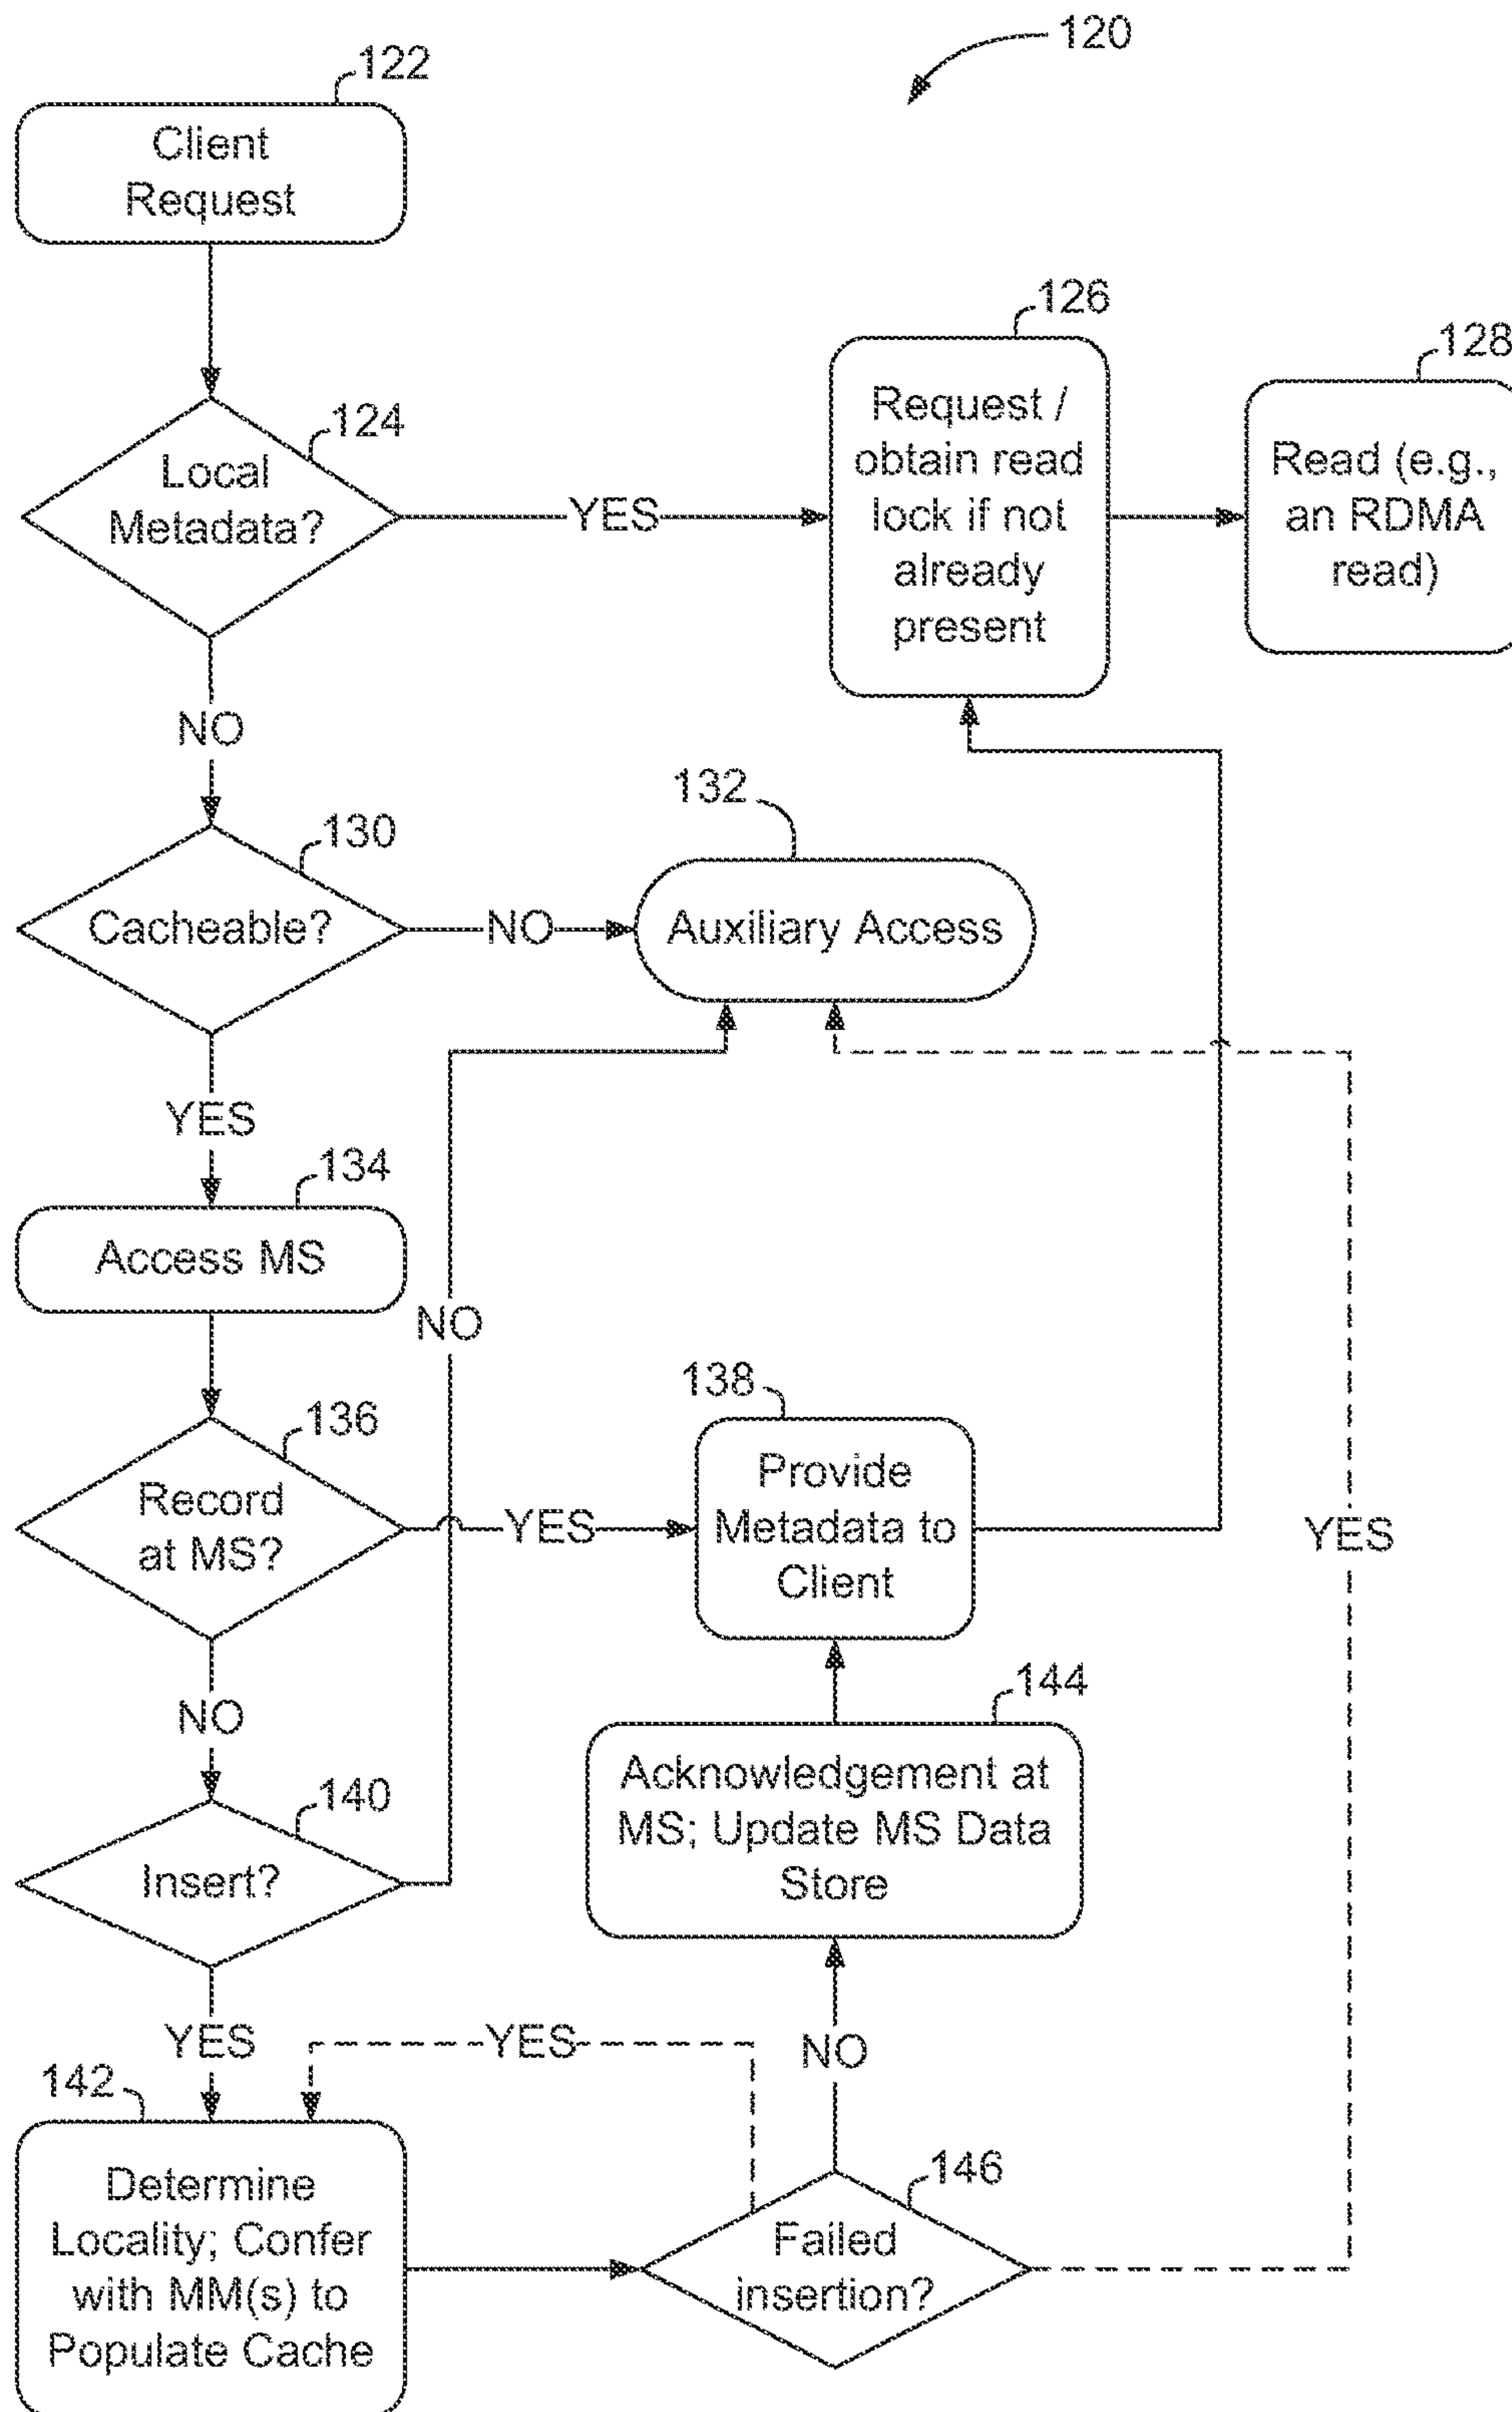 120
122
Client
Request
124
Local
Metadata?
YES
126
Request /
obtain read
lock if not
already
present
128
Read (e.g.,
an RDMA
read)
NO
130
Cacheable?
NO
132
Auxiliary Access
YES
134
Access MS
NO
136
Record
at MS?
YES
138
Provide
Metadata to
Client
YES
NO
140
Insert?
144
Acknowledgement at
MS; Update MS Data
Store
YES
YES
NO
142
Determine
Locality; Confer
with MM(s) to
Populate Cache
146
Failed
insertion?